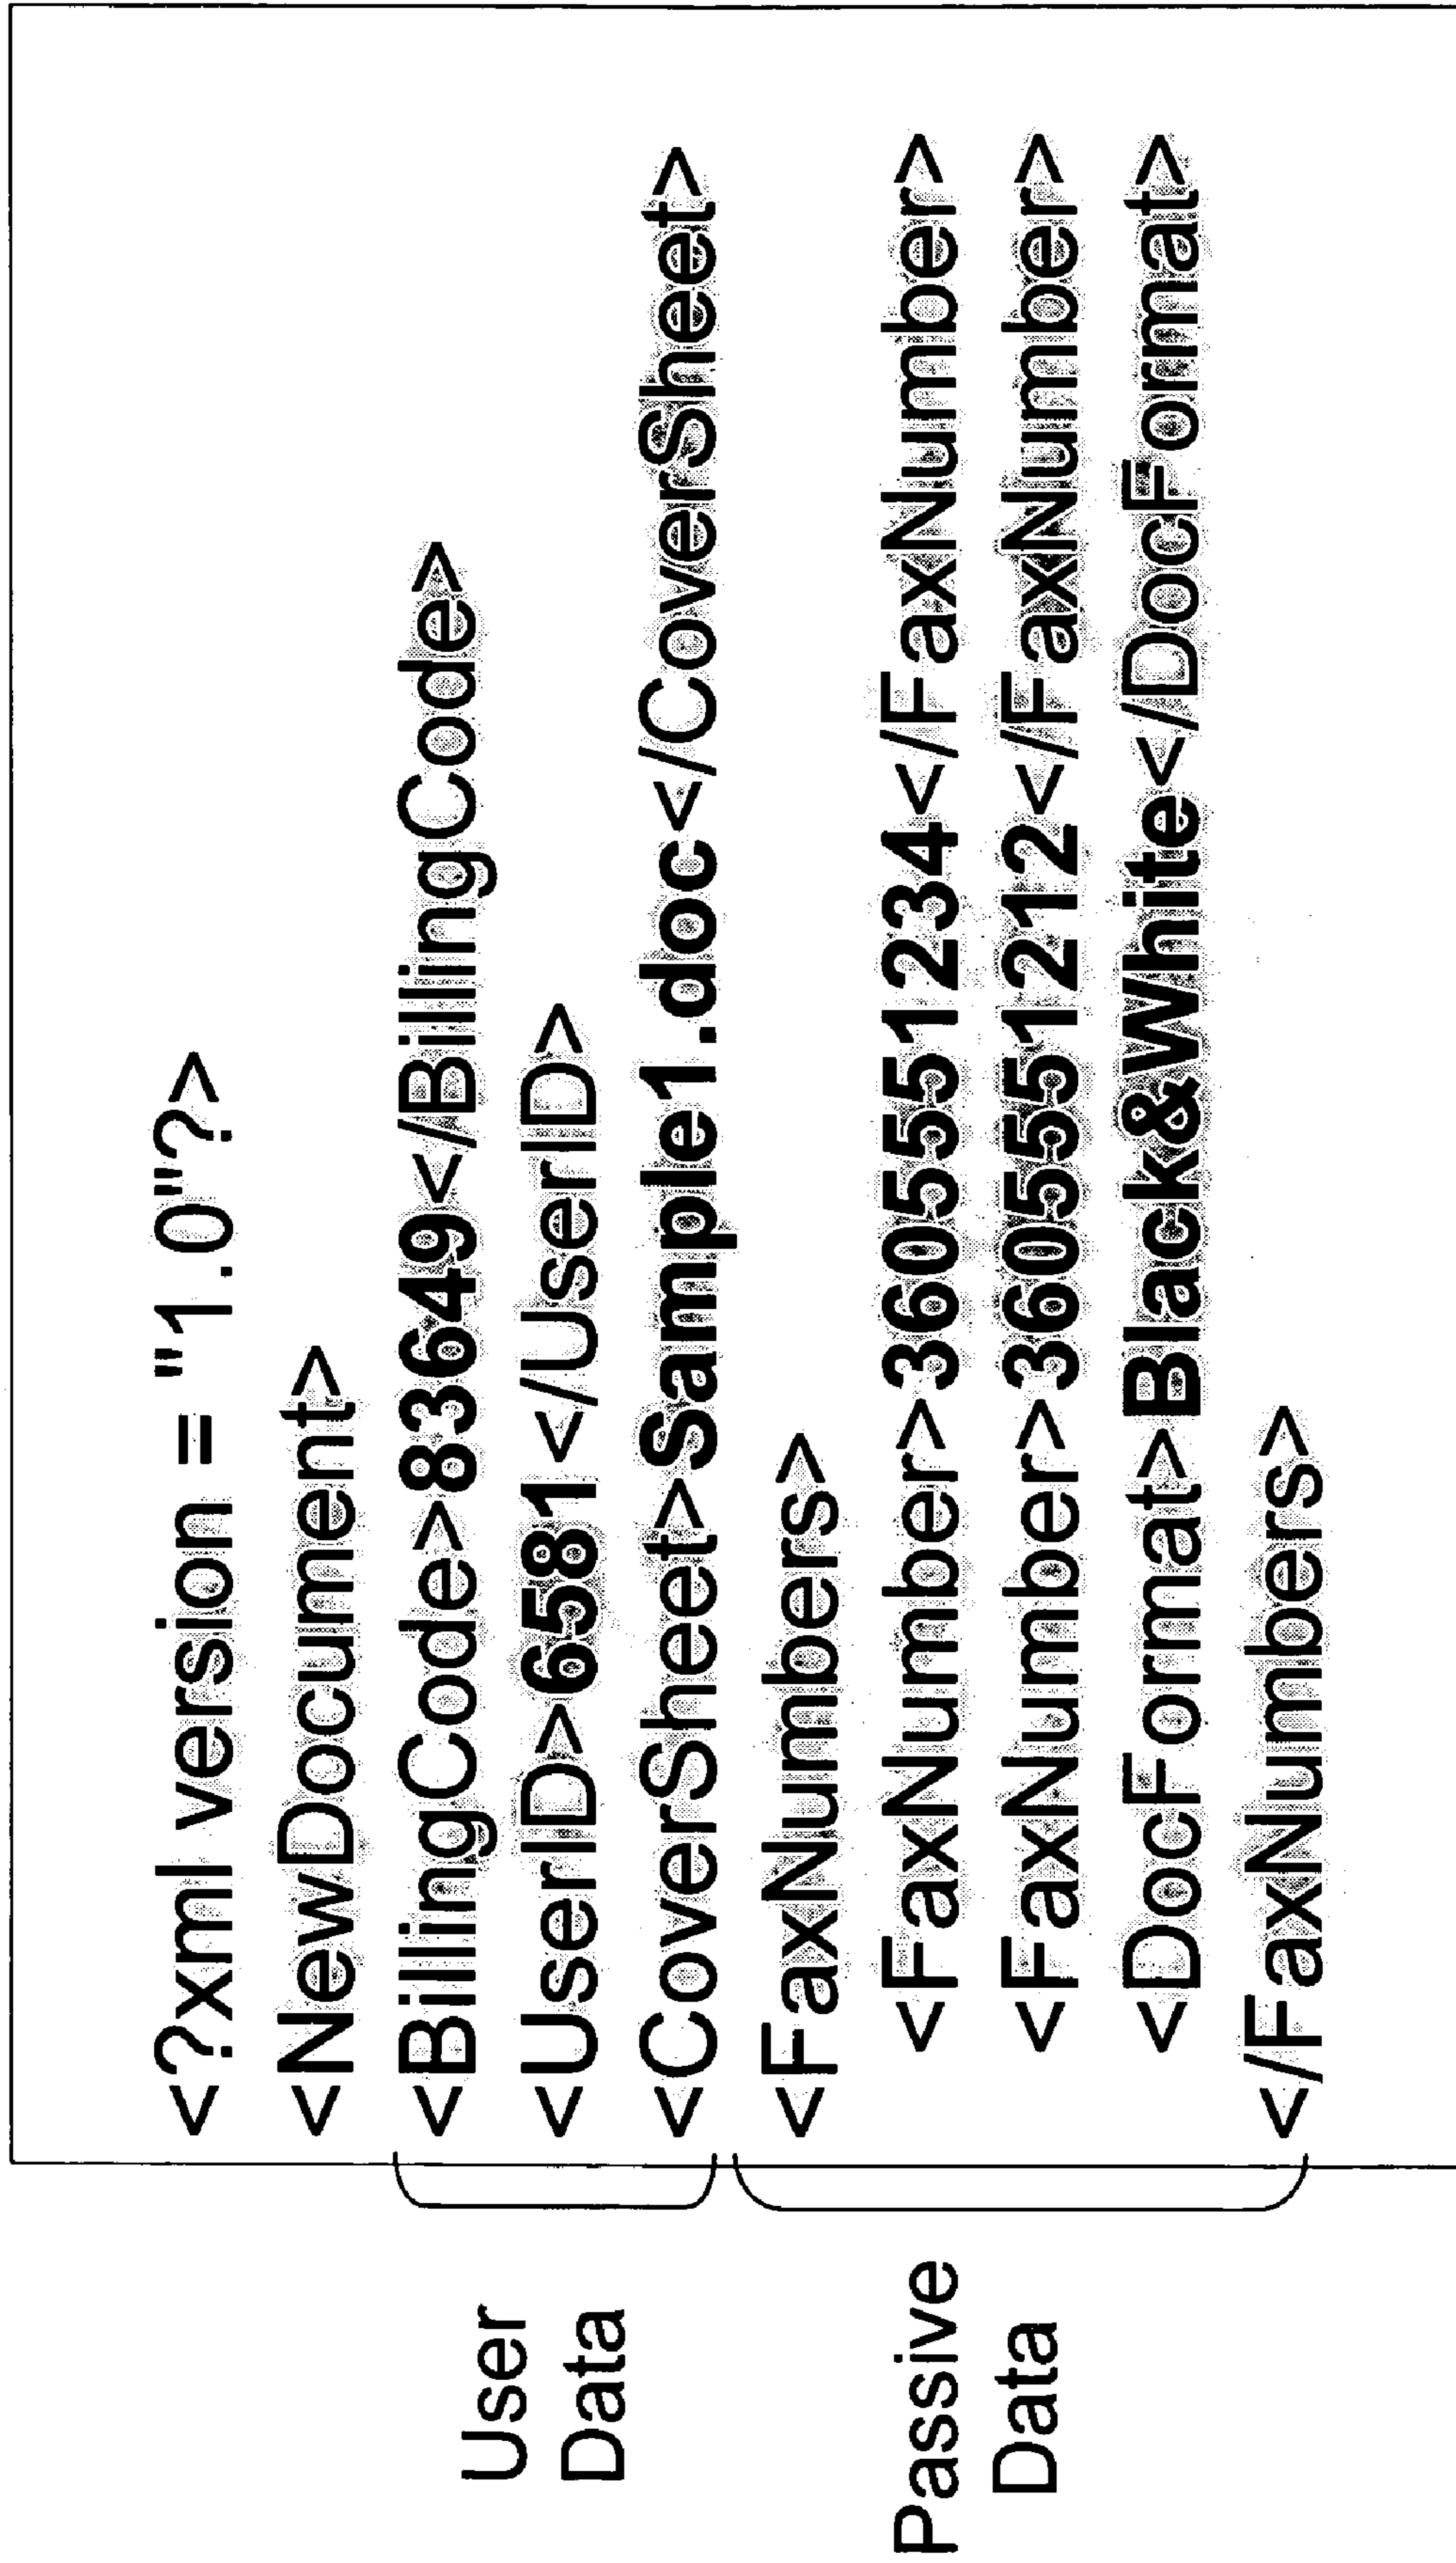 <?xml version = "1.0"?>
<NewDocument>
<BillingCode>83649</BillingCode>
<UserID>6581</UserID>
<CoverSheet>Sample1.doc</CoverSheet>
<FaxNumbers>
<FaxNumber>3605551234</FaxNumber>
<FaxNumber>3605551212</FaxNumber>
<DocFormat>Black&White</DocFormat>
</FaxNumbers>
User
Data
Passive
Data